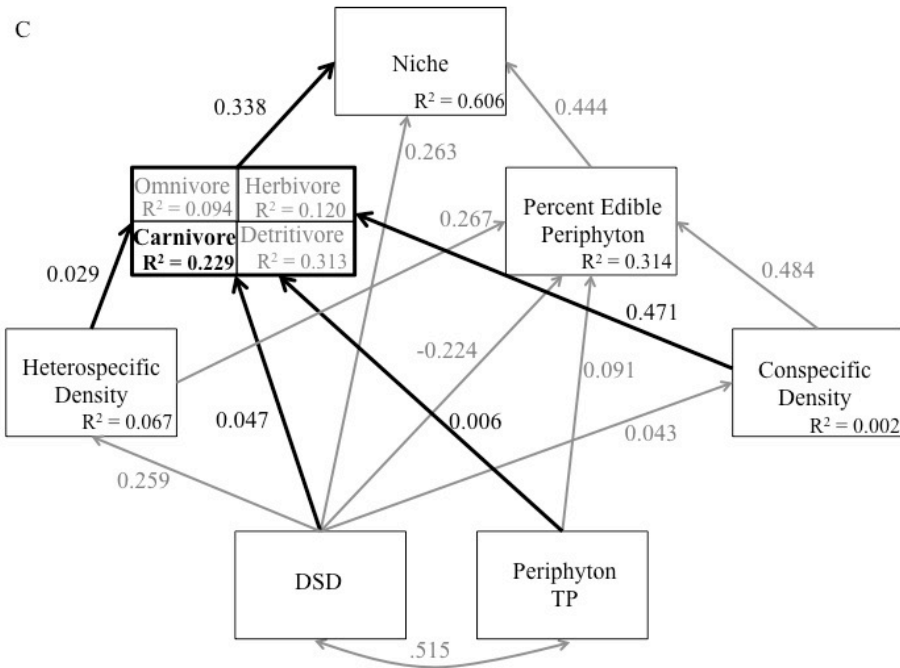 C
Niche
R² = 0.606
0.338
0.444
0.263
Omnivore
R² = 0.094
Herbivore
R² = 0.120
Carnivore
R² = 0.229
Detritivore
R² = 0.313
Percent Edible
Periphyton
R² = 0.314
0.267
0.029
0.484
0.471
Heterospecific
Density
R² = 0.067
-0.224
0.091
Conspecific
Density
R² = 0.002
0.047
0.006
0.043
0.259
DSD
Periphyton
TP
.515